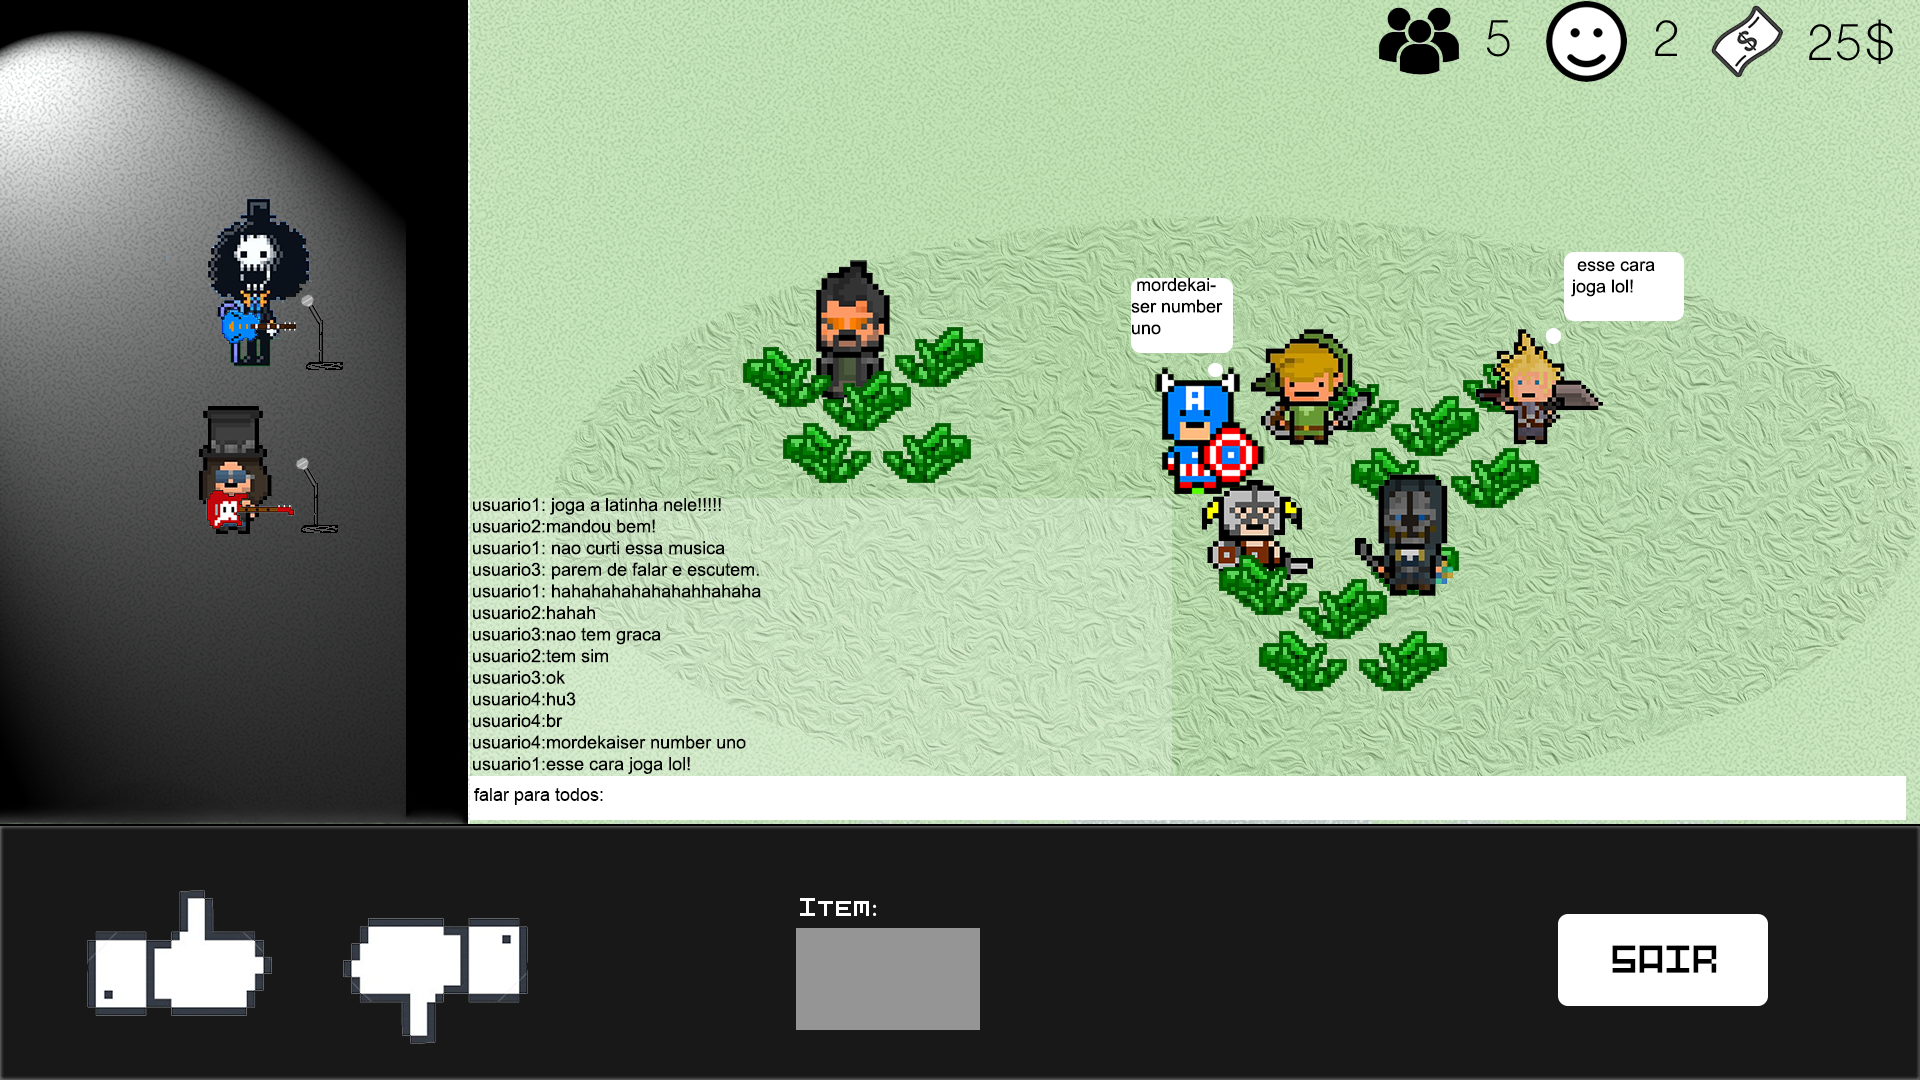 5 2 25$
esse cara
joga lol!
mordekai-
ser number
uno
A
usuario1: joga a latinha nele!!!!!
usuario2:mandou bem!
usuario1: nao curti essa musica
usuario3: parem de falar e escutem.
usuario1: hahahahahahahahhahaha
usuario2:hahah
usuario3:nao tem graca
usuario2:tem sim
usuario3:ok
usuario4:hu3
usuario4:br
usuario4:mordekaiser number uno
usuario1:esse cara joga lol!
falar para todos:
ITEM:
SAIR